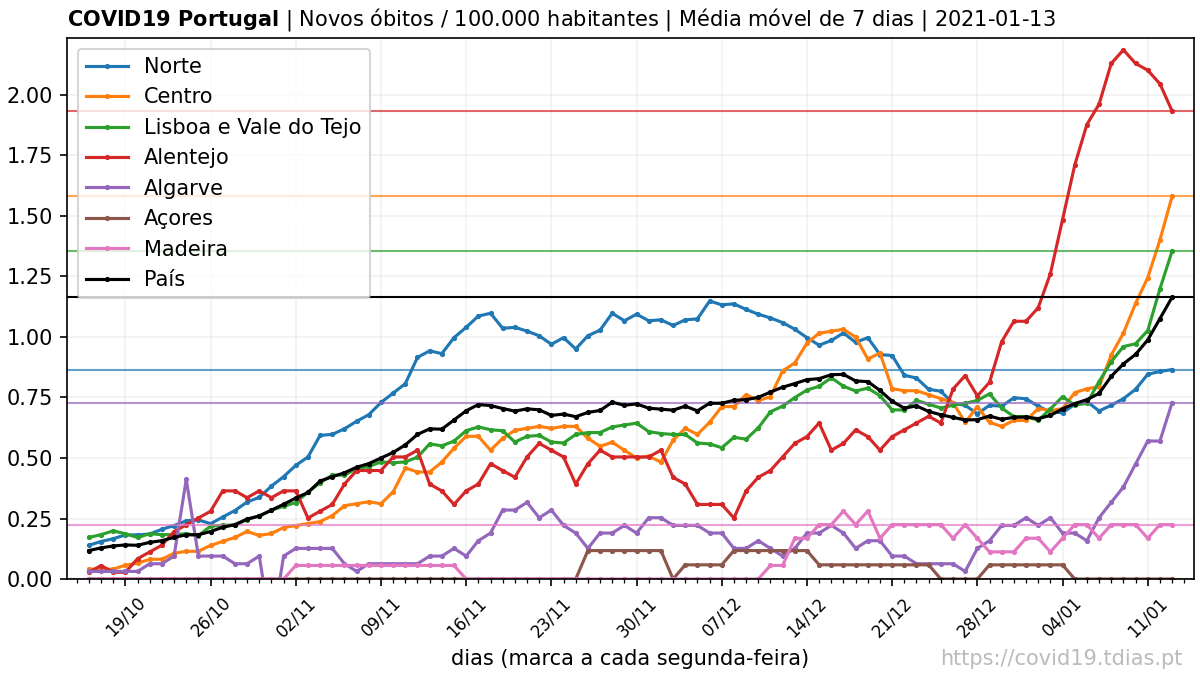 COVID19 Portugal | Novos óbitos / 100.000 habitantes | Média móvel de 7 dias | 2021-01-13
Norte
Centro
Lisboa e Vale do Tejo
Alentejo
Algarve
Açores
Madeira
País
2.00
1.75
1.50
1.25
1.00
0.75
0.50
0.25
0.00
19/10 26/10 02/11 09/11 16/11 23/11 30/11 07/12 14/12 21/12 28/12 04/01 11/01
dias (marca a cada segunda-feira)
https://covid19.tdias.pt